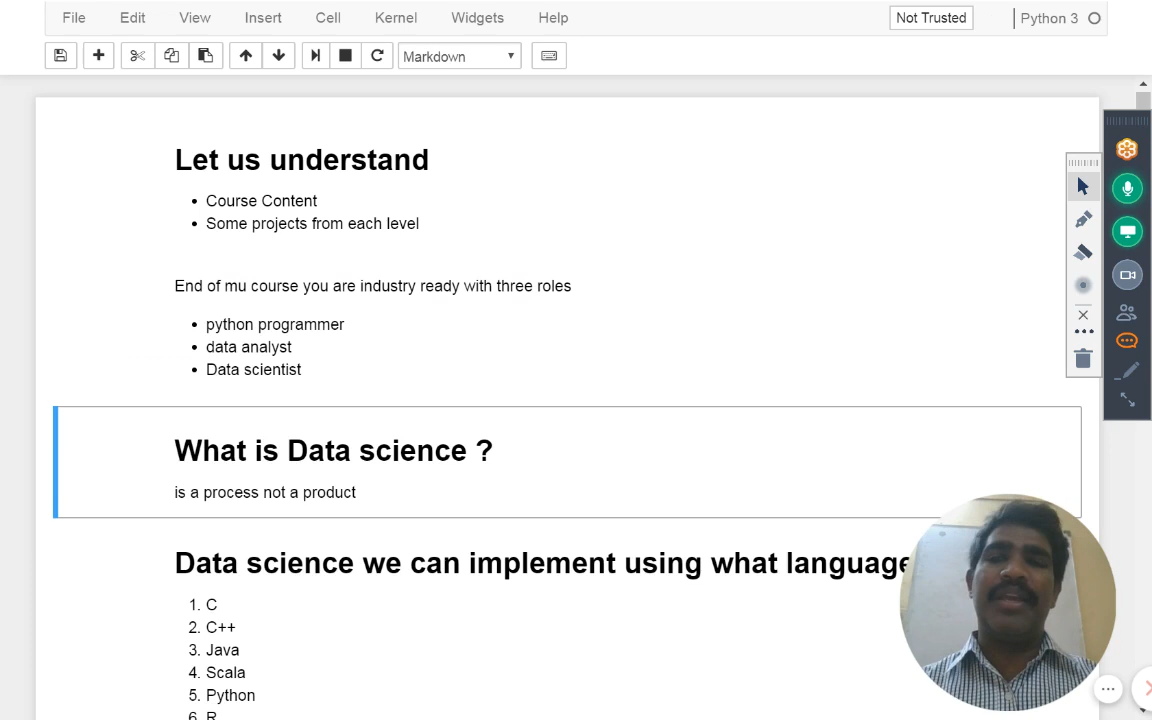 File Edit View Insert Cell Kernel Widgets Help Not Trusted Python 3
Markdown
Let us understand
• Course Content
• Some projects from each level
End of mu course you are industry ready with three roles
• python programmer
• data analyst
• Data scientist
What is Data science ?
is a process not a product
Data science we can implement using what language
1. C
2. C++
3. Java
4. Scala
5. Python
6. R